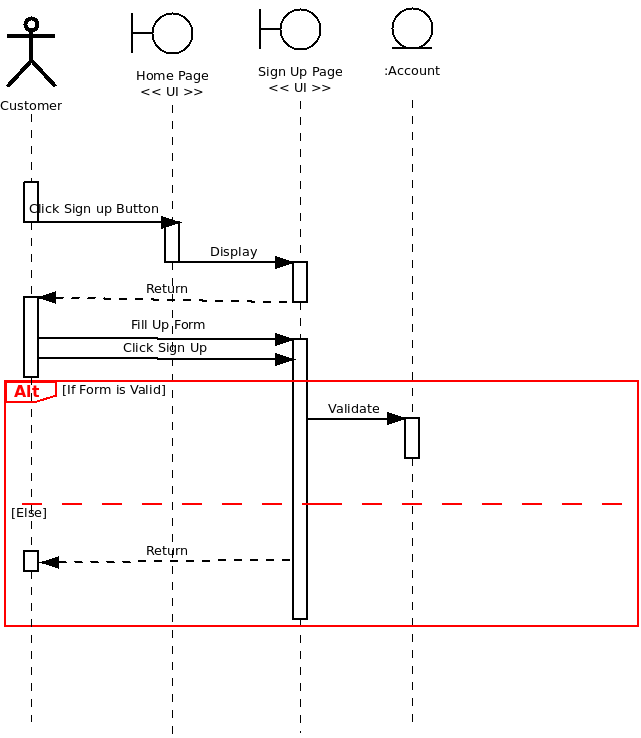 Customer
Home Page
<< UI >>
Sign Up Page
<< UI >>
:Account
Click Sign up Button
Display
Return
Fill Up Form
Click Sign Up
Alt
[If Form is Valid]
Validate
[Else]
Return